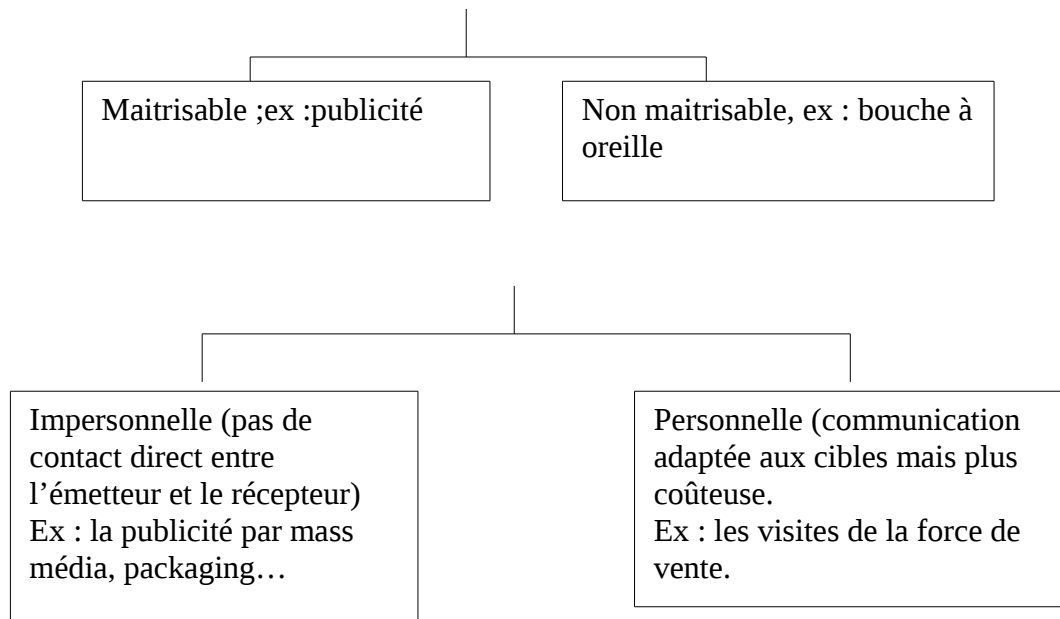 Maitrisable ;ex :publicité
Non maitrisable, ex : bouche à
oreille
Impersonnelle (pas de
contact direct entre
l’émetteur et le récepteur)
Ex : la publicité par mass
média, packaging…
Personnelle (communication
adaptée aux cibles mais plus
coûteuse.
Ex : les visites de la force de
vente.